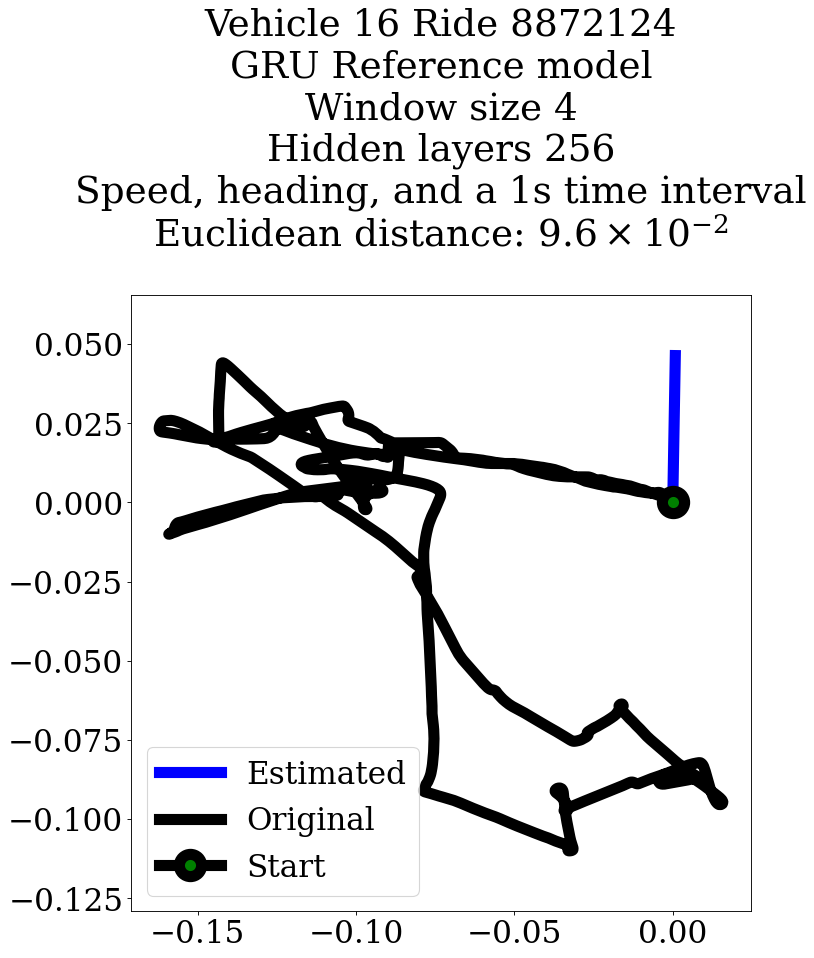 Vehicle 16 Ride 8872124
GRU Reference model
Window size 4
Hidden layers 256
Speed, heading, and a 1s time interval
Euclidean distance: 9.6 × 10⁻²
0.050
0.025
0.000
−0.025
−0.050
−0.075
−0.100
−0.125
Estimated
Original
Start
−0.15
−0.10
−0.05
0.00